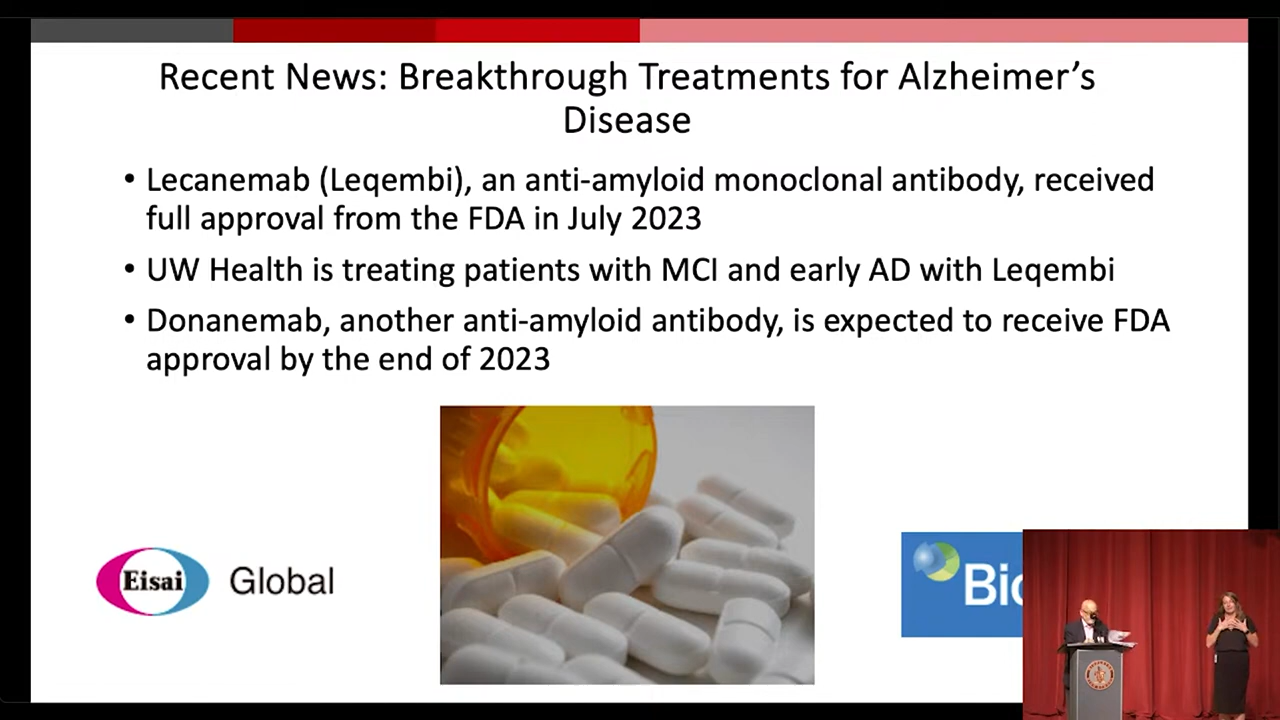 Recent News: Breakthrough Treatments for Alzheimer’s
Disease
• Lecanemab (Leqembi), an anti-amyloid monoclonal antibody, received
full approval from the FDA in July 2023
• UW Health is treating patients with MCI and early AD with Leqembi
• Donanemab, another anti-amyloid antibody, is expected to receive FDA
approval by the end of 2023
Eisai Global